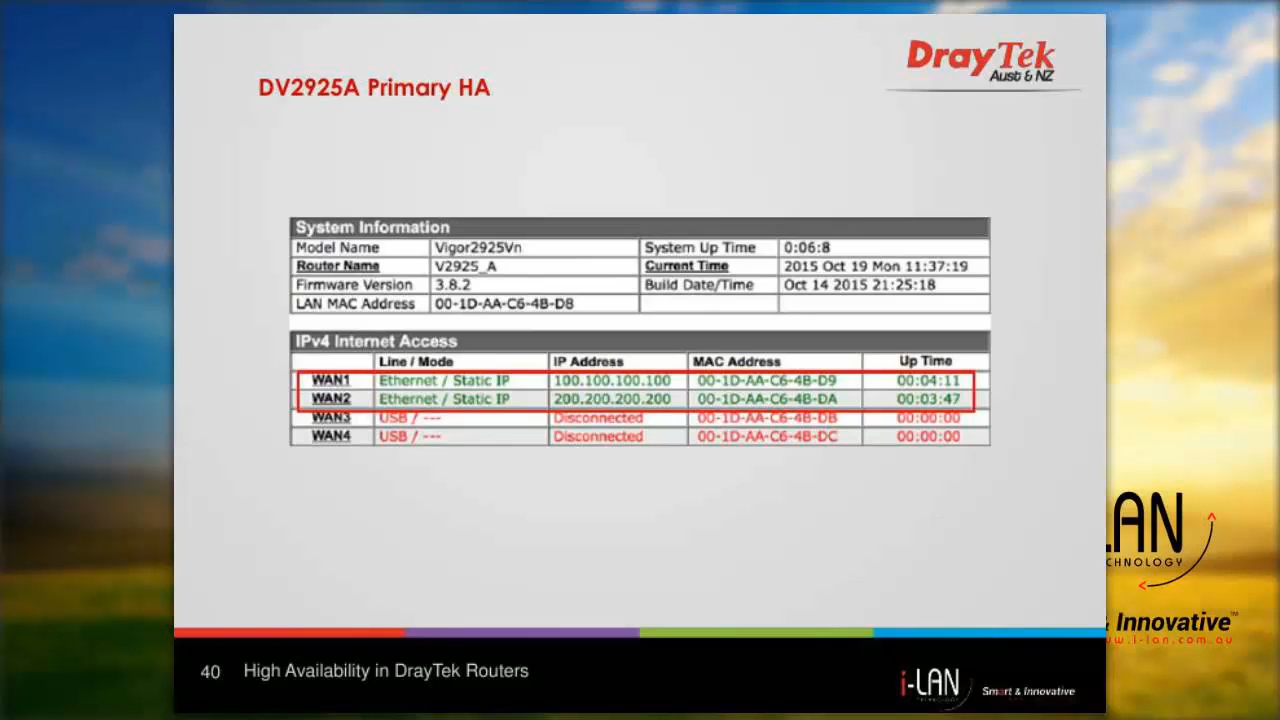 DrayTek
Aust & NZ
DV2925A Primary HA
System Information
Model Name Vigor2925Vn System Up Time 0:06:8
Router Name V2925_A Current Time 2015 Oct 19 Mon 11:37:19
Firmware Version 3.8.2 Build Date/Time Oct 14 2015 21:25:18
LAN MAC Address 00-1D-AA-C6-4B-D8
IPv4 Internet Access
Line / Mode IP Address MAC Address Up Time
WAN1 Ethernet / Static IP 100.100.100.100 00-1D-AA-C6-4B-D9 00:04:11
WAN2 Ethernet / Static IP 200.200.200.200 00-1D-AA-C6-4B-DA 00:03:47
WAN3 USB / --- Disconnected 00-1D-AA-C6-4B-DB 00:00:00
WAN4 USB / --- Disconnected 00-1D-AA-C6-4B-DC 00:00:00
LAN
CHNOLOGY
& Innovative™
w.i-lan.com.au
40 High Availability in DrayTek Routers
i-LAN
TECHNOLOGY
Smart & Innovative